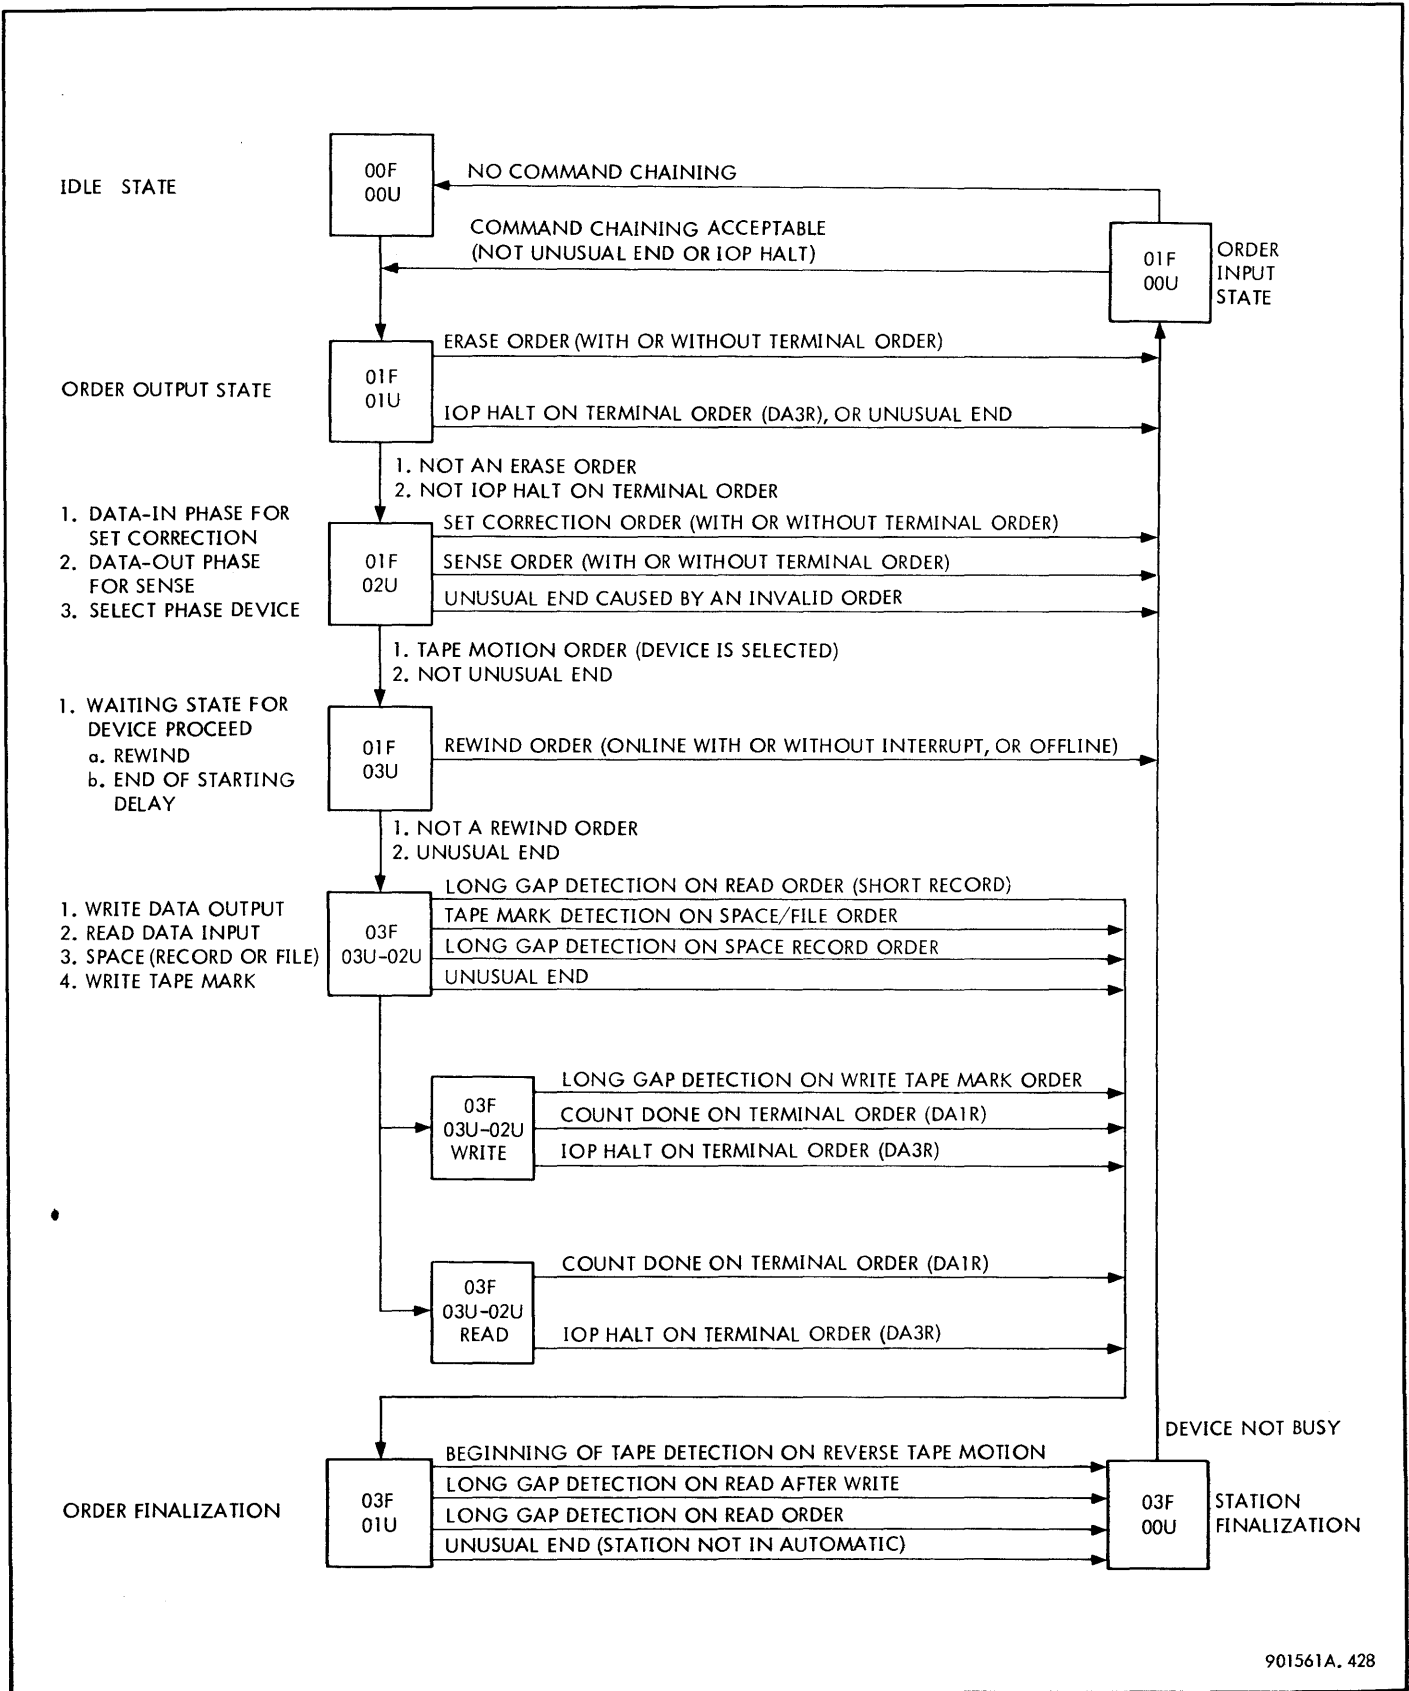 IDLE STATE
00F
00U
NO COMMAND CHAINING
COMMAND CHAINING ACCEPTABLE
(NOT UNUSUAL END OR IOP HALT)
01F
00U
ORDER
INPUT
STATE
ORDER OUTPUT STATE
01F
01U
ERASE ORDER (WITH OR WITHOUT TERMINAL ORDER)
IOP HALT ON TERMINAL ORDER (DA3R), OR UNUSUAL END
1. NOT AN ERASE ORDER
2. NOT IOP HALT ON TERMINAL ORDER
1. DATA-IN PHASE FOR
SET CORRECTION
2. DATA-OUT PHASE
FOR SENSE
3. SELECT PHASE DEVICE
01F
02U
SET CORRECTION ORDER (WITH OR WITHOUT TERMINAL ORDER)
SENSE ORDER (WITH OR WITHOUT TERMINAL ORDER)
UNUSUAL END CAUSED BY AN INVALID ORDER
1. TAPE MOTION ORDER (DEVICE IS SELECTED)
2. NOT UNUSUAL END
1. WAITING STATE FOR
DEVICE PROCEED
a. REWIND
b. END OF STARTING
DELAY
01F
03U
REWIND ORDER (ONLINE WITH OR WITHOUT INTERRUPT, OR OFFLINE)
1. NOT A REWIND ORDER
2. UNUSUAL END
1. WRITE DATA OUTPUT
2. READ DATA INPUT
3. SPACE (RECORD OR FILE)
4. WRITE TAPE MARK
03F
03U-02U
LONG GAP DETECTION ON READ ORDER (SHORT RECORD)
TAPE MARK DETECTION ON SPACE/FILE ORDER
LONG GAP DETECTION ON SPACE RECORD ORDER
UNUSUAL END
03F
03U-02U
WRITE
LONG GAP DETECTION ON WRITE TAPE MARK ORDER
COUNT DONE ON TERMINAL ORDER (DA1R)
IOP HALT ON TERMINAL ORDER (DA3R)
03F
03U-02U
READ
COUNT DONE ON TERMINAL ORDER (DA1R)
IOP HALT ON TERMINAL ORDER (DA3R)
DEVICE NOT BUSY
ORDER FINALIZATION
03F
01U
BEGINNING OF TAPE DETECTION ON REVERSE TAPE MOTION
LONG GAP DETECTION ON READ AFTER WRITE
LONG GAP DETECTION ON READ ORDER
UNUSUAL END (STATION NOT IN AUTOMATIC)
03F
00U
STATION
FINALIZATION
901561A. 428